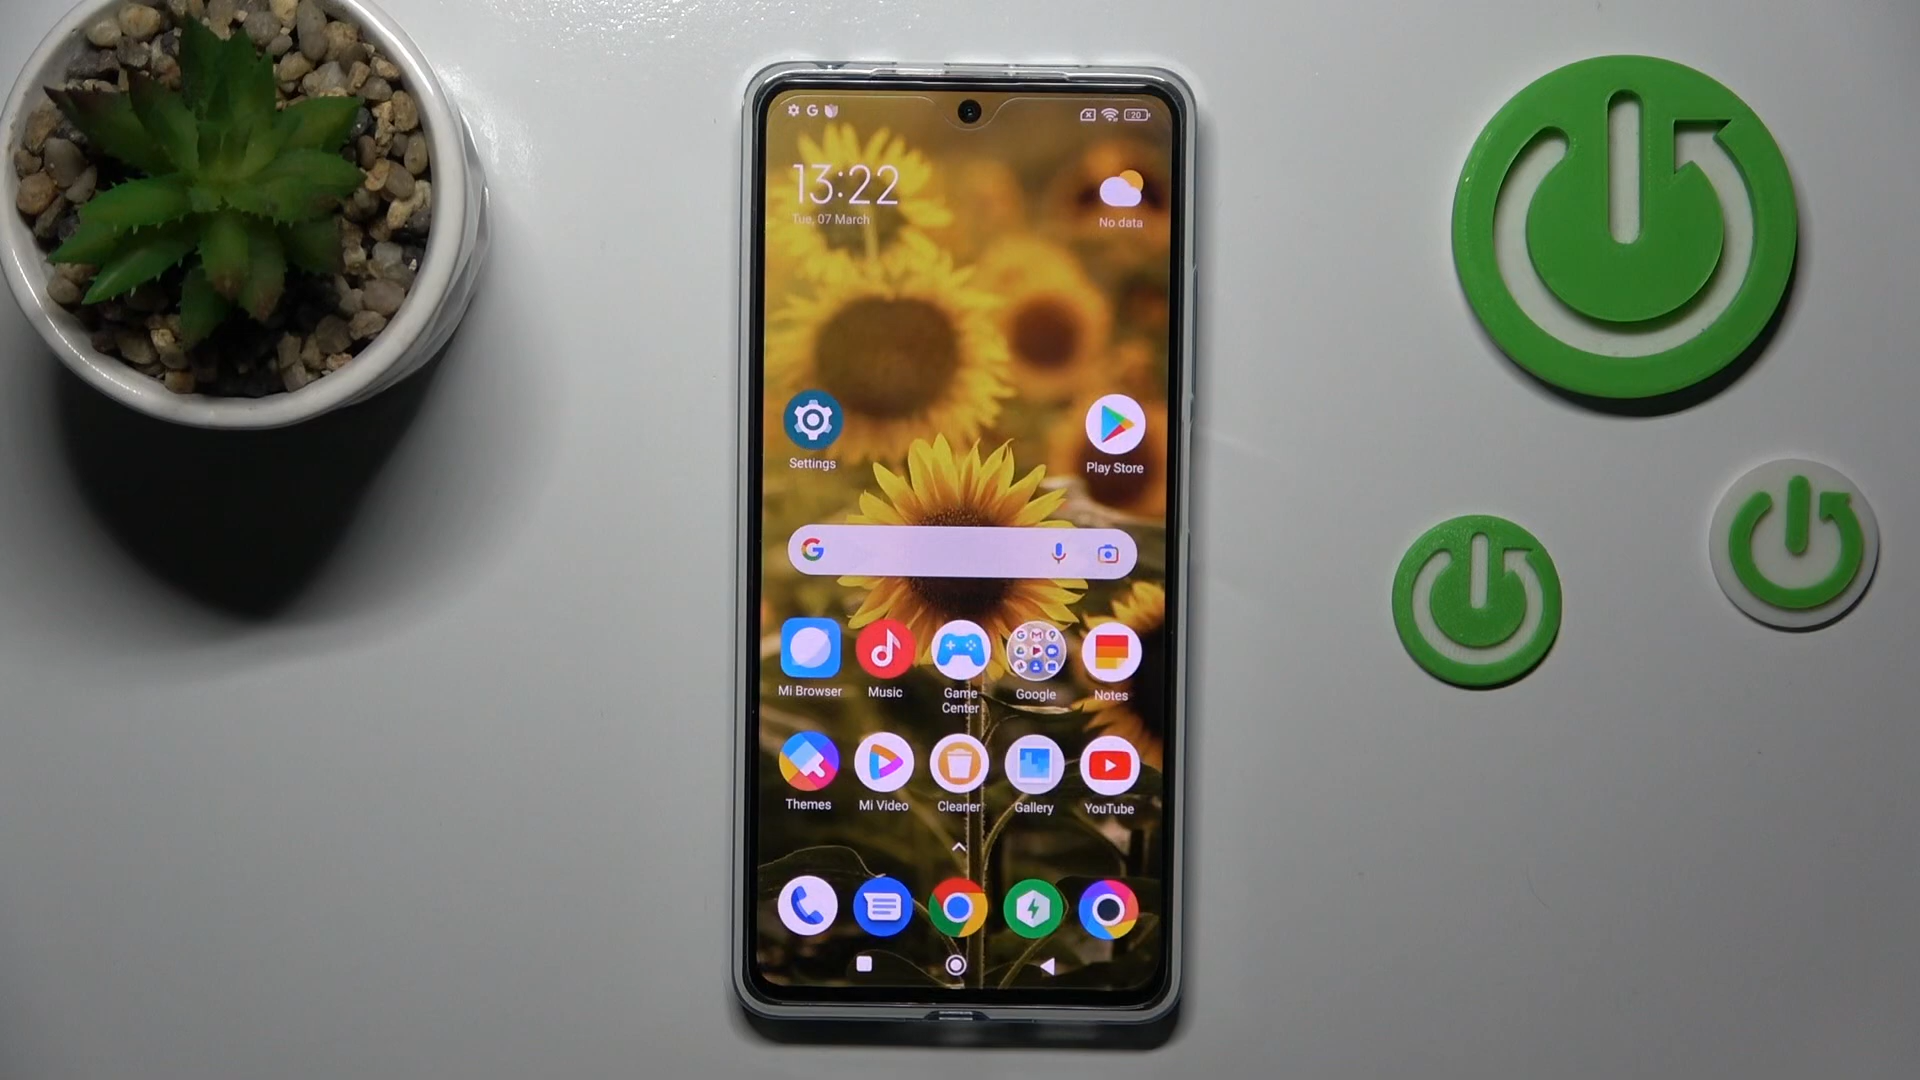 20
13:22
Tue, 07 March
No data
Settings
Play Store
Mi Browser
Music
Game
Center
Google
Notes
Themes
Mi Video
Cleaner
Gallery
YouTube